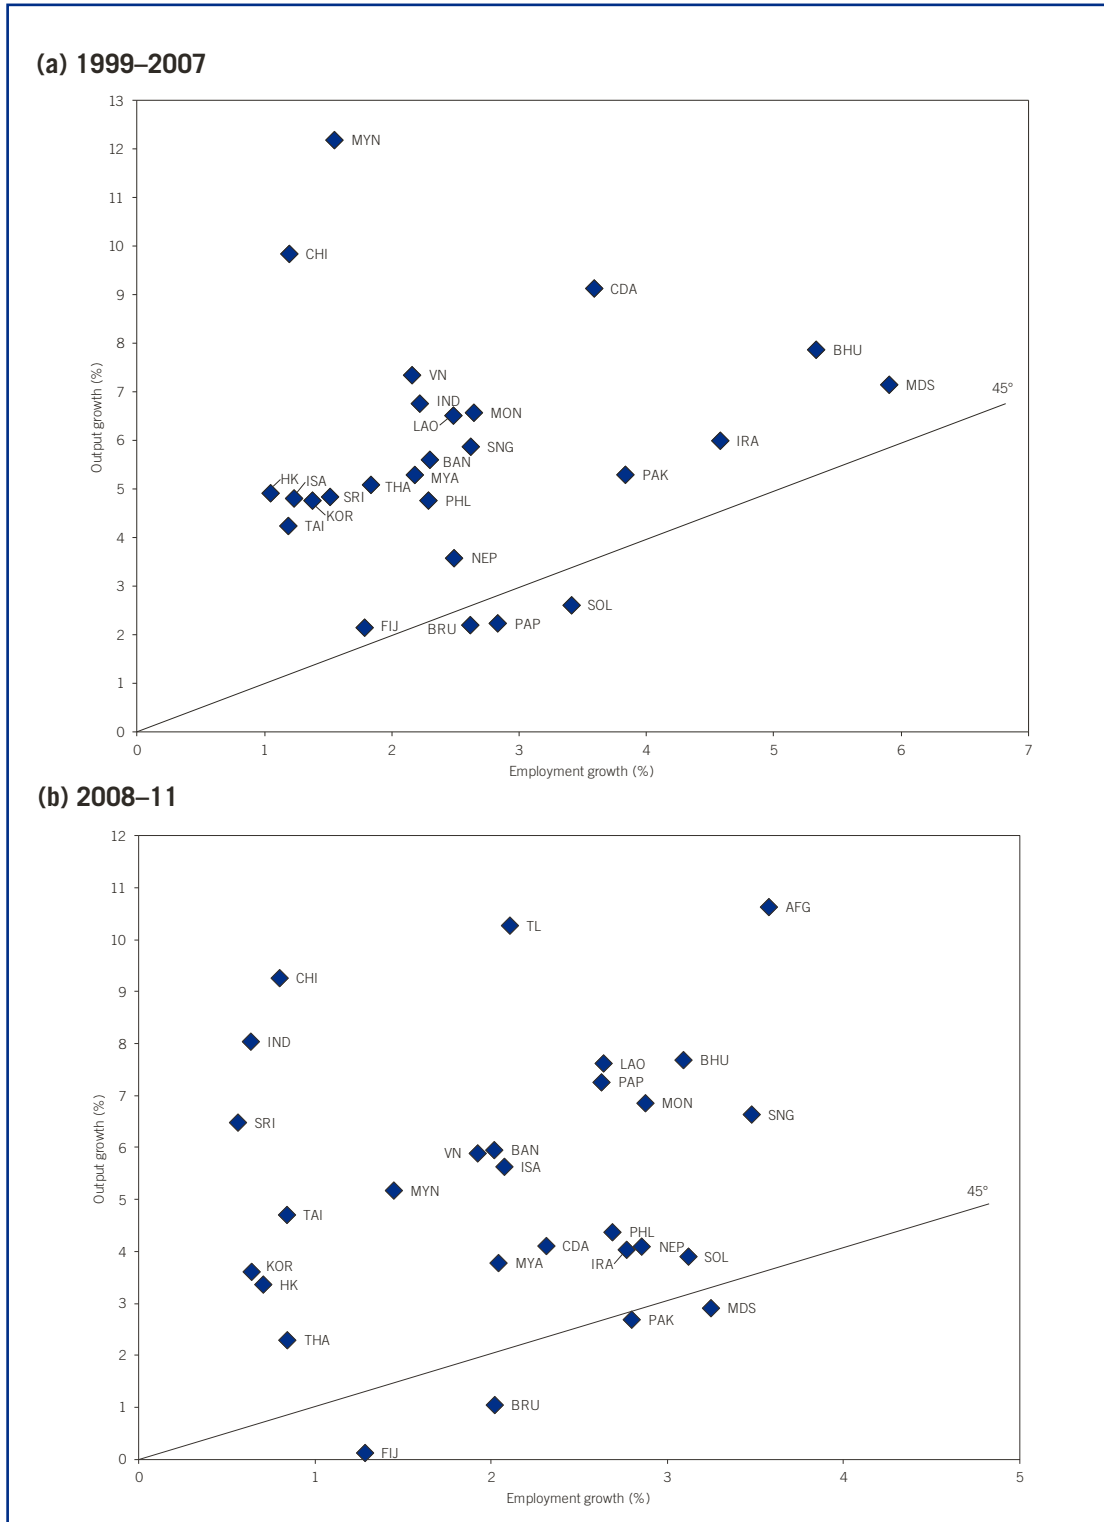 (a) 1999–2007
13
12
11
10
9
8
7
6
5
4
3
2
1
0
Output growth (%)
MYN
CHI
CDA
BHU
VN
MDS
45°
IND
MON
LAO
SNG
IRA
BAN
MYA
PAK
HK
ISA
THA
SRI
PHL
KOR
TAI
NEP
SOL
FIJ
BRU
PAP
0 1 2 3 4 5 6 7
Employment growth (%)
(b) 2008–11
12
11
10
9
8
7
6
5
4
3
2
1
0
Output growth (%)
AFG
TL
CHI
IND
LAO
BHU
PAP
MON
SNG
SRI
VN
BAN
ISA
MYN
45°
TAI
PHL
CDA
NEP
SOL
MYA
IRA
KOR
HK
MDS
PAK
THA
BRU
FIJ
0 1 2 3 4 5
Employment growth (%)